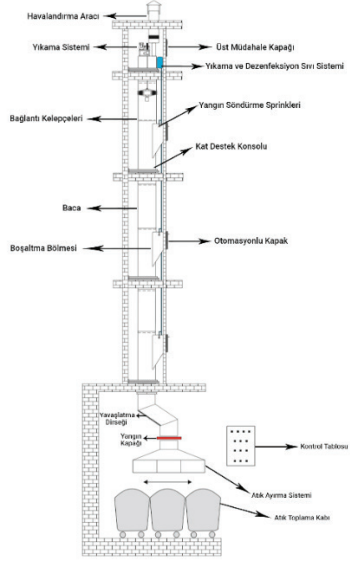 Havalandırma Aracı
Yıkama Sistemi
Üst Müdahale Kapağı
Yıkama ve Dezenfeksiyon Sıvı Sistemi
Yangın Söndürme Sprinkleri
Bağlantı Kelepçeleri
Kat Destek Konsolu
Baca
Boşaltma Bölmesi
Otomasyonlu Kapak
Yavaşlatma
Dirseği
Yangın
Kapağı
Kontrol Tablosu
Atık Ayırma Sistemi
Atık Toplama Kabı